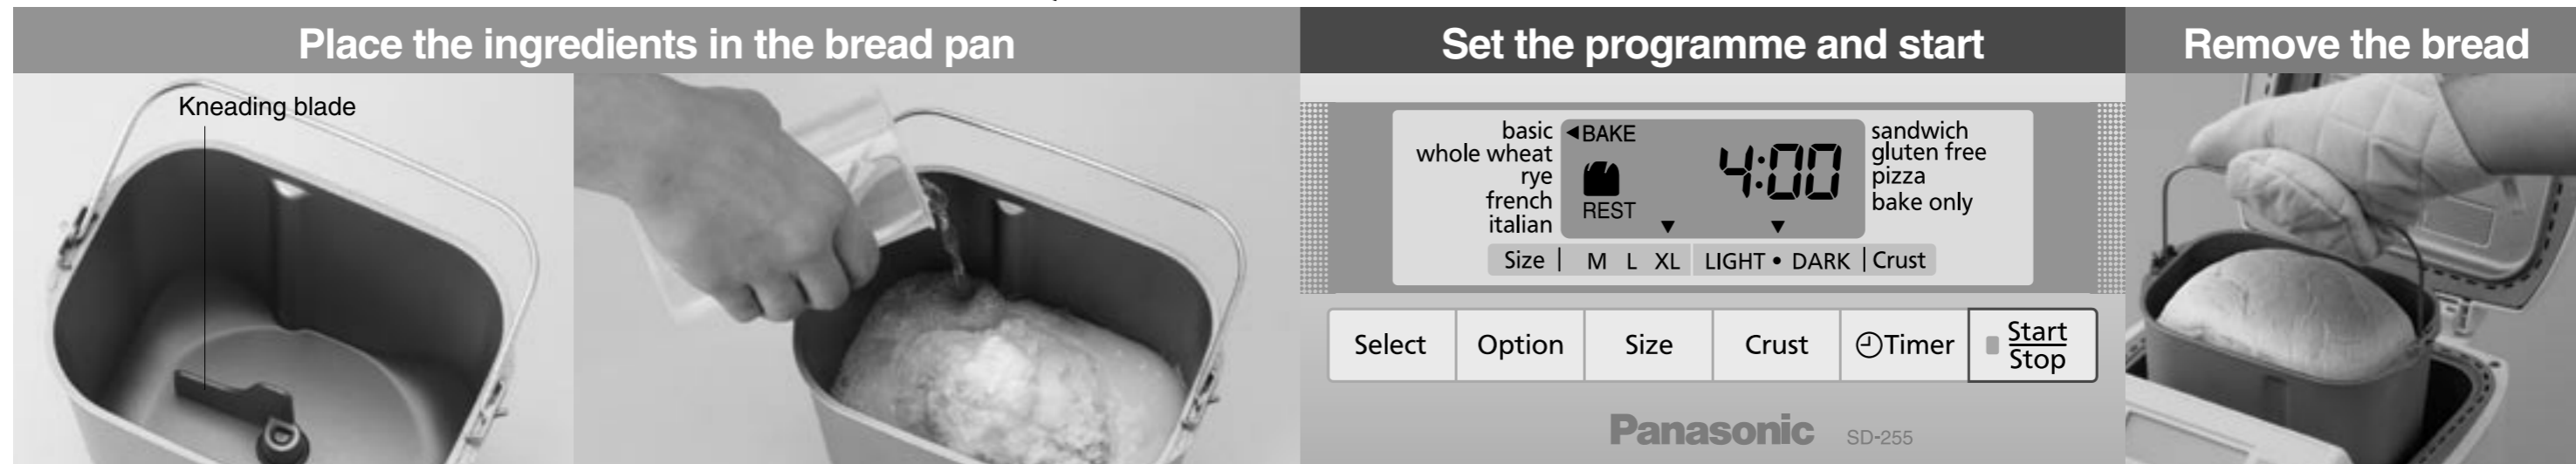 Place the ingredients in the bread pan
Kneading blade
Set the programme and start
basic
whole wheat
rye
french
italian
◀BAKE
REST
4:00
sandwich
gluten free
pizza
bake only
▼ ▼
Size | M L XL LIGHT • DARK | Crust
Select
Option
Size
Crust
Timer
Start
Stop
Panasonic SD-255
Remove the bread